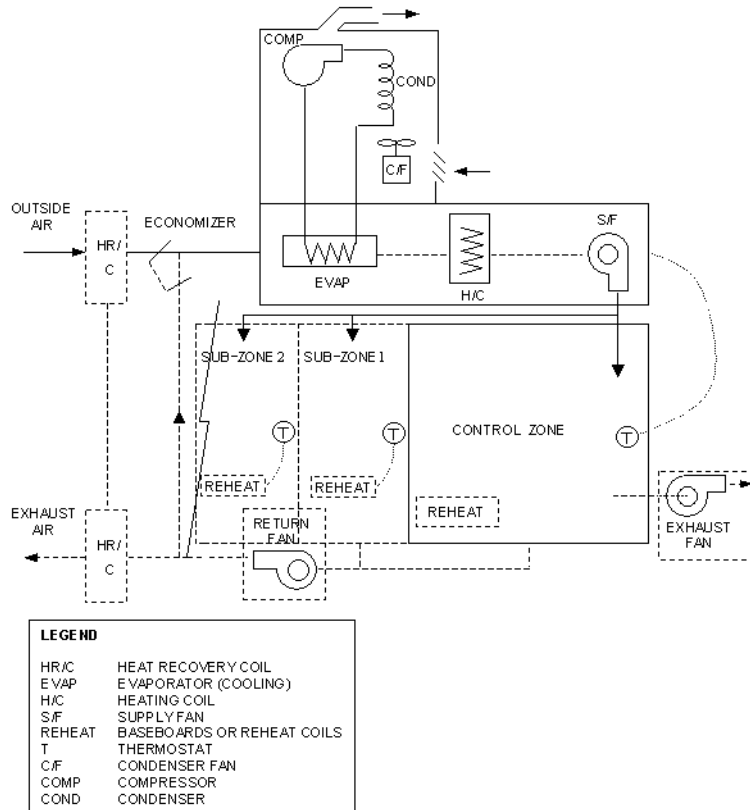 COMP
COND
C/F
OUTSIDE
AIR
ECONOMIZER
S/F
HR/
C
EVAP
H/C
SUB-ZONE 2
SUB-ZONE 1
T
T
CONTROL ZONE
T
REHEAT
REHEAT
REHEAT
EXHAUST
AIR
HR/
C
RETURN
FAN
EXHAUST
FAN
LEGEND
HR/C HEAT RECOVERY COIL
EVAP EVAPORATOR (COOLING)
H/C HEATING COIL
S/F SUPPLY FAN
REHEAT BASEBOARDS OR REHEAT COILS
T THERMOSTAT
C/F CONDENSER FAN
COMP COMPRESSOR
COND CONDENSER